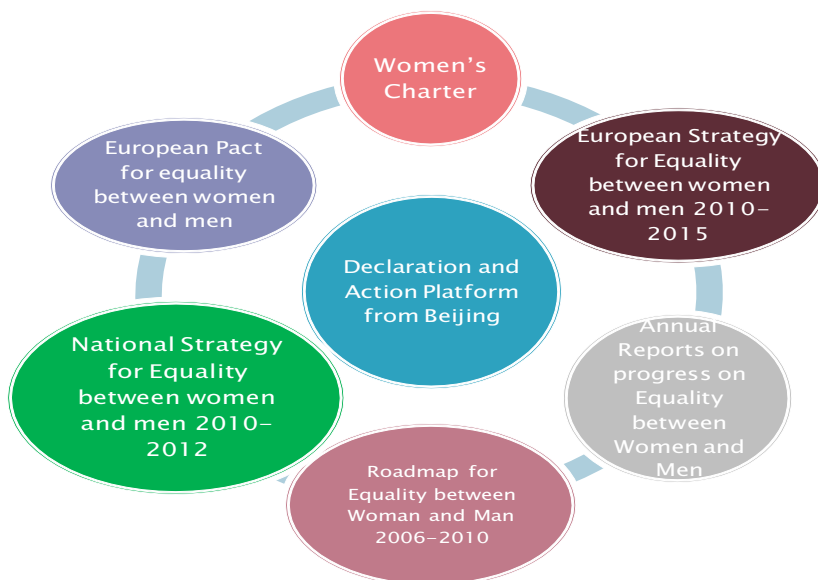 Women's
Charter
European Strategy
for Equality
between women
and men 2010-
2015
Annual
Reports on
progress on
Equality
between
Women and
Men
Roadmap for
Equality between
Woman and Man
2006-2010
National Strategy
for Equality
between women
and men 2010-
2012
European Pact
for equality
between women
and men
Declaration and
Action Platform
from Beijing